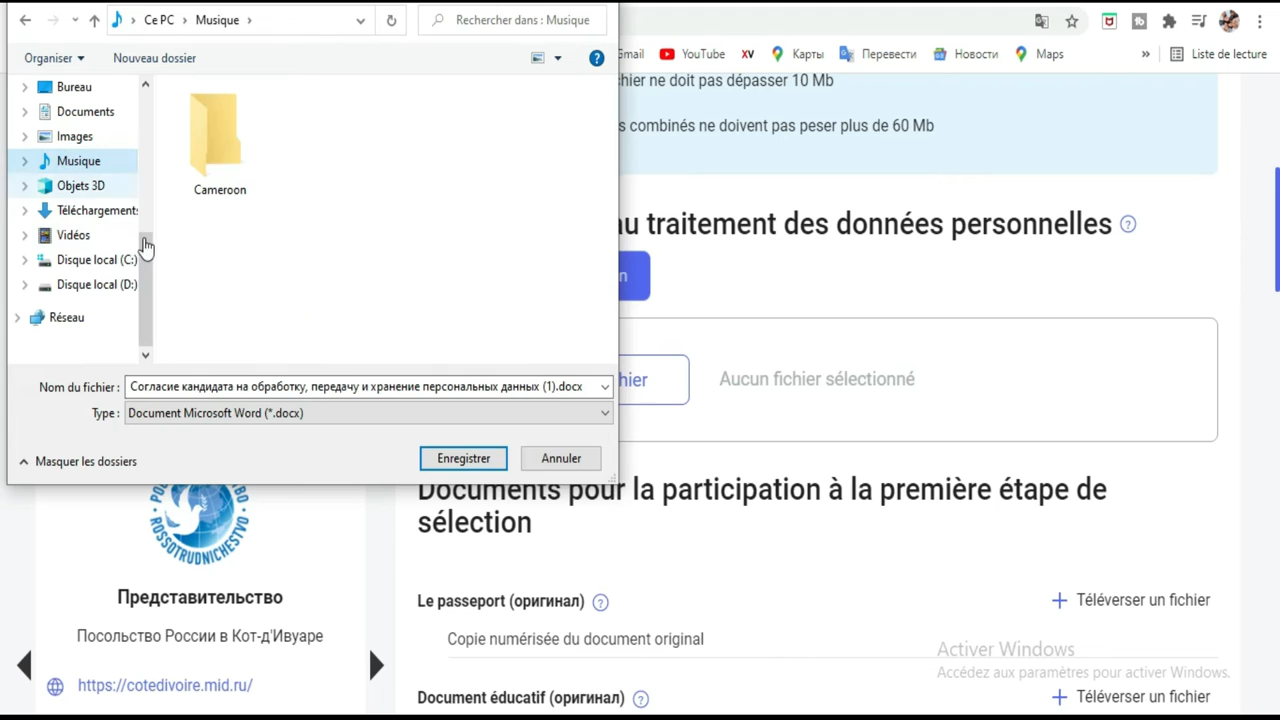 Ce PC
Musique
Rechercher dans : Musique
Organiser
Nouveau dossier
Bureau
Documents
Images
Musique
Objets 3D
Téléchargement
Vidéos
Disque local (C:)
Disque local (D:)
Réseau
Cameroon
Nom du fichier :
Согласие кандидата на обработку, передачу и хранение персональных данных (1).docx
Type :
Document Microsoft Word (*.docx)
Masquer les dossiers
Enregistrer
Annuler
YouTube
XV
Карты
Перевести
Новости
Maps
»
Liste de lecture
hier ne doit pas dépasser 10 Mb
s combinés ne doivent pas peser plus de 60 Mb
u traitement des données personnelles
n
hier
Aucun fichier sélectionné
Documents pour la participation à la première étape de
sélection
ROSSOTRUDNICHESTVO
Представительство
Посольство России в Кот-д'Ивуаре
https://cotedivoire.mid.ru/
Le passeport (оригинал)
Téléverser un fichier
Copie numérisée du document original
Activer Windows
Accédez aux paramètres pour activer Windows.
Document éducatif (оригинал)
Téléverser un fichier